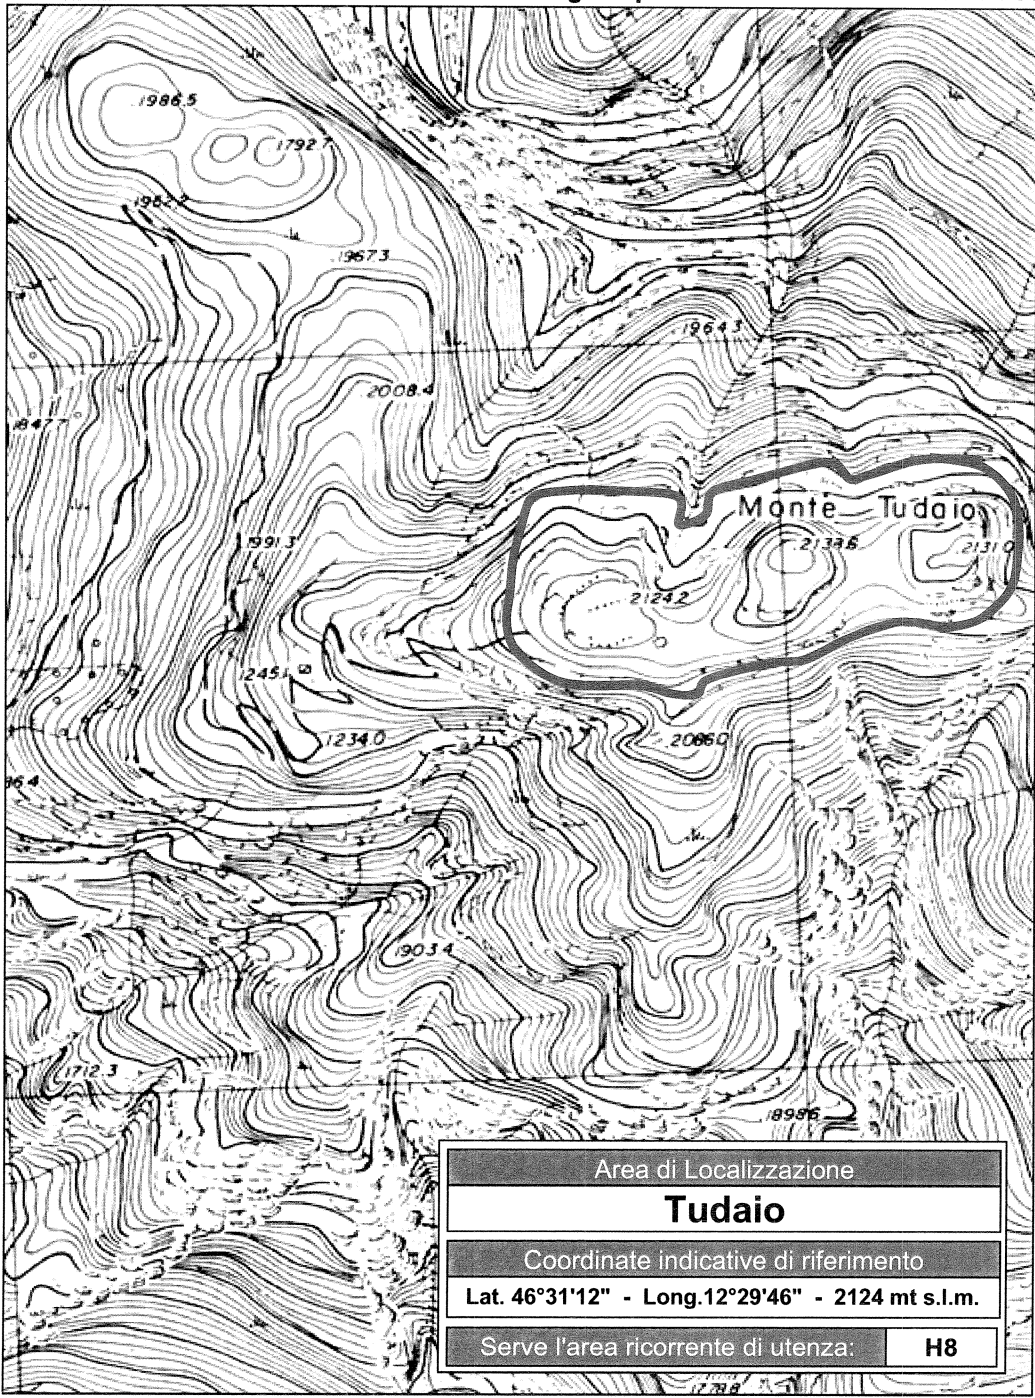 1986.5
1792.7
1962.2
1967.3
1964.3
2008.4
1847.7
Monte Tudaio
1991.3
2131.0
2124.2
1245.1
1234.0
2086.0
1903.4
1712.3
1898.6
Area di Localizzazione
Tudaio
Coordinate indicative di riferimento
Lat. 46°31'12" - Long.12°29'46" - 2124 mt s.l.m.
Serve l'area ricorrente di utenza:
H8